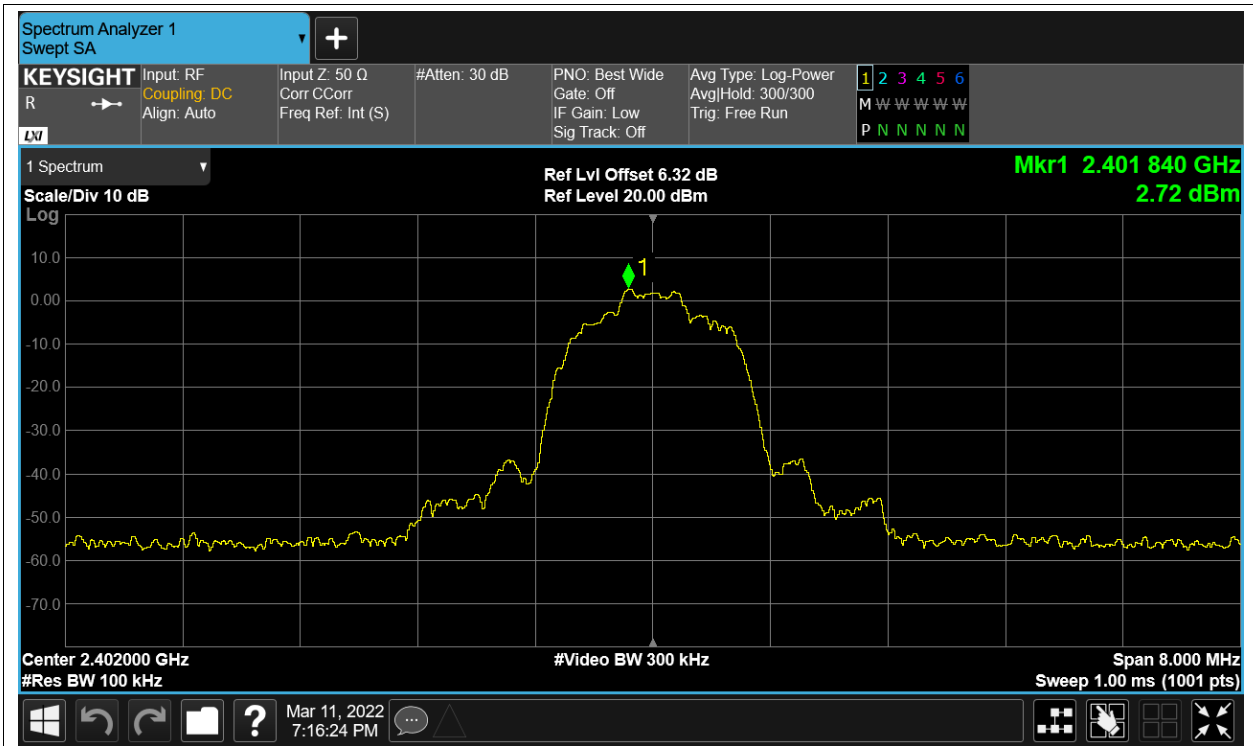 Spectrum Analyzer 1
Swept SA
KEYSIGHT
R
LXI
Input: RF
Coupling: DC
Align: Auto
Input Z: 50 Ω
Corr CCorr
Freq Ref: Int (S)
#Atten: 30 dB
PNO: Best Wide
Gate: Off
IF Gain: Low
Sig Track: Off
Avg Type: Log-Power
Avg|Hold: 300/300
Trig: Free Run
1 2 3 4 5 6
M W W W W W
P N N N N N
1 Spectrum
Scale/Div 10 dB
Log
Ref Lvl Offset 6.32 dB
Ref Level 20.00 dBm
Mkr1 2.401 840 GHz
2.72 dBm
1
10.0
0.00
-10.0
-20.0
-30.0
-40.0
-50.0
-60.0
-70.0
Center 2.402000 GHz
#Res BW 100 kHz
#Video BW 300 kHz
Span 8.000 MHz
Sweep 1.00 ms (1001 pts)
?
Mar 11, 2022
7:16:24 PM